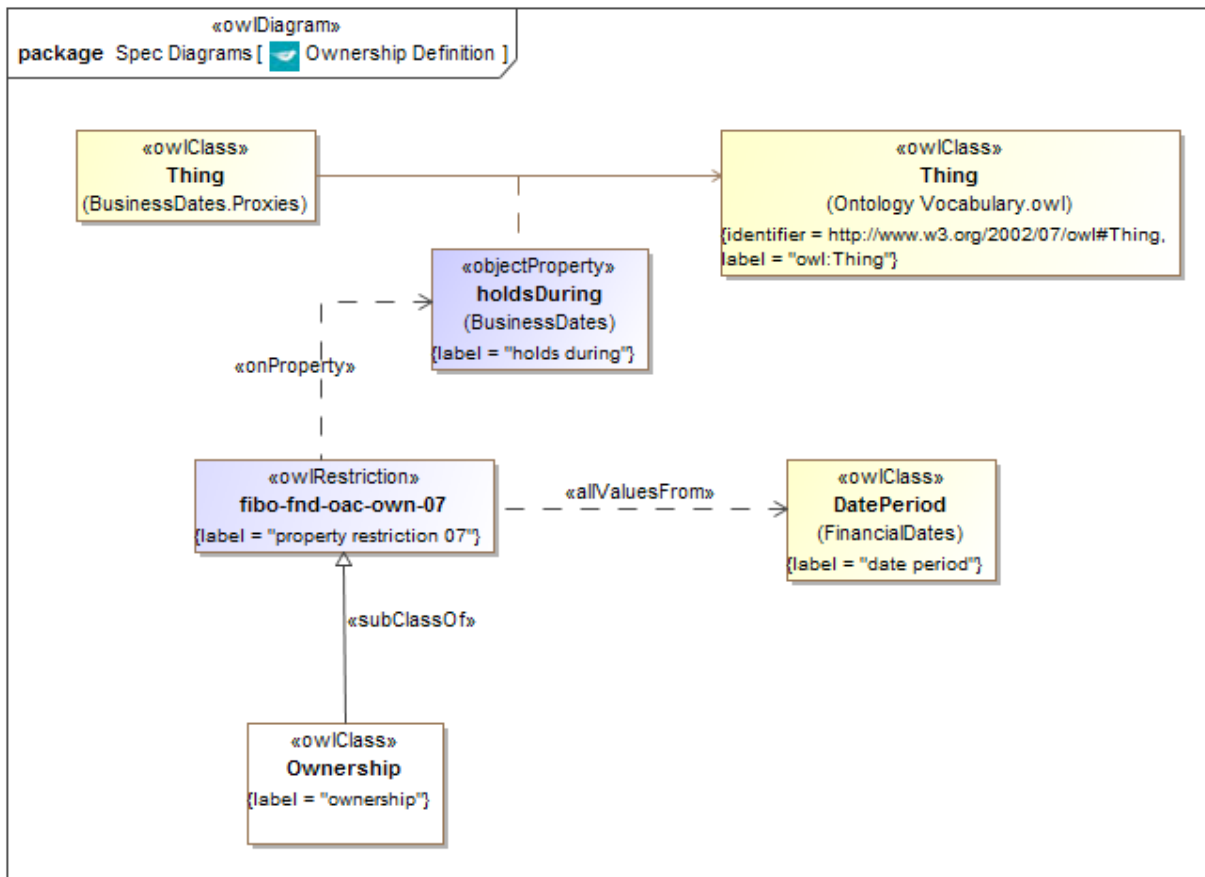 «owlDiagram»
package Spec Diagrams [ Ownership Definition ]
«owlClass»
Thing
(BusinessDates.Proxies)
«owlClass»
Thing
(Ontology Vocabulary.owl)
{identifier = http://www.w3.org/2002/07/owl#Thing,
label = "owl:Thing"}
«objectProperty»
holdsDuring
(BusinessDates)
{label = "holds during"}
«onProperty»
«owlRestriction»
fibo-fnd-oac-own-07
{label = "property restriction 07"}
«allValuesFrom»
«owlClass»
DatePeriod
(FinancialDates)
{label = "date period"}
«subClassOf»
«owlClass»
Ownership
{label = "ownership"}